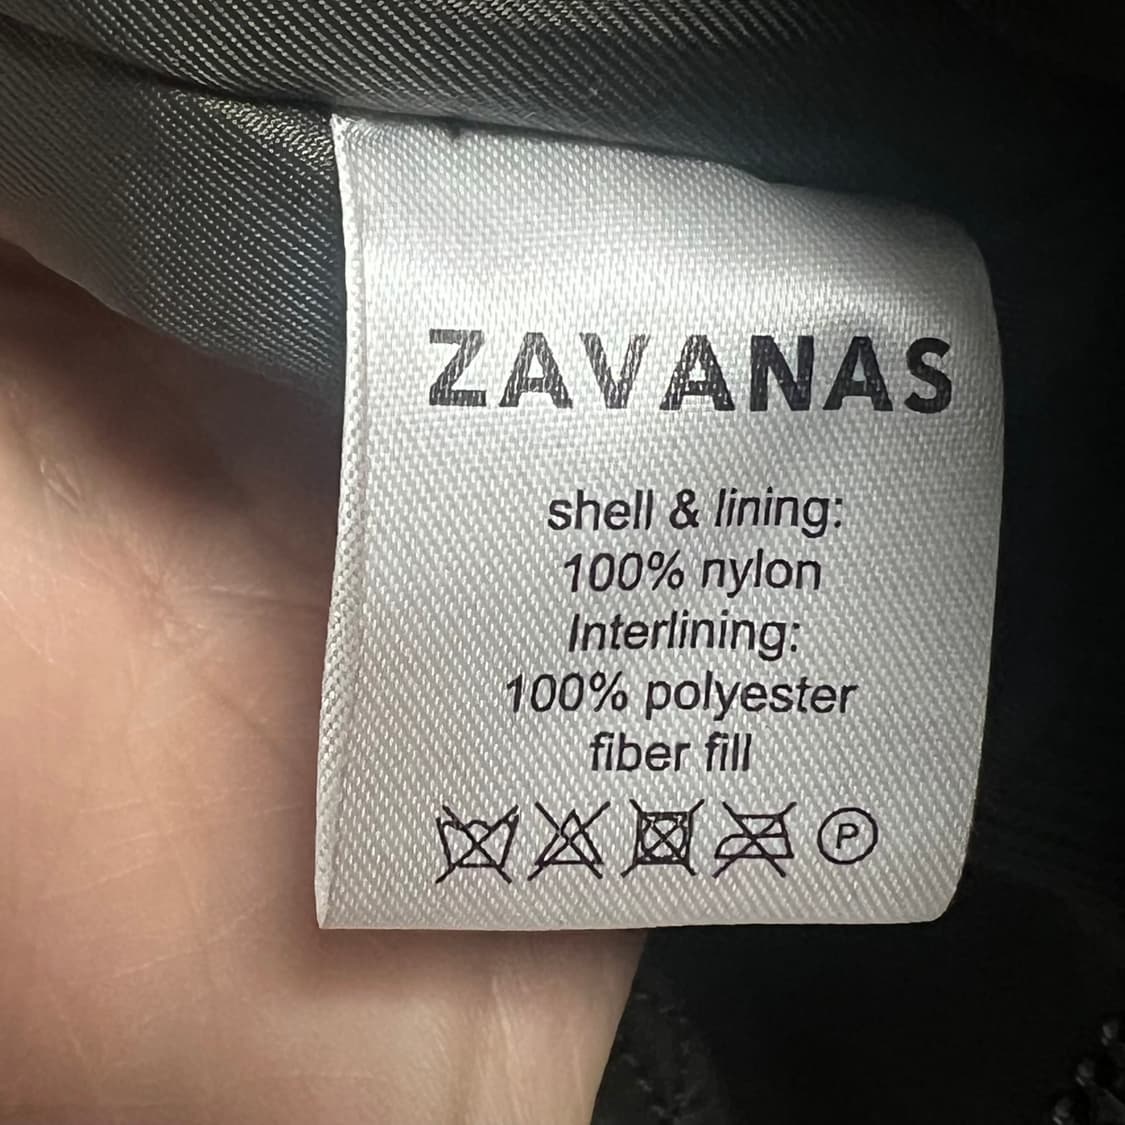 ZAVANAS
shell & lining:
100% nylon
Interlining:
100% polyester
fiber fill
P